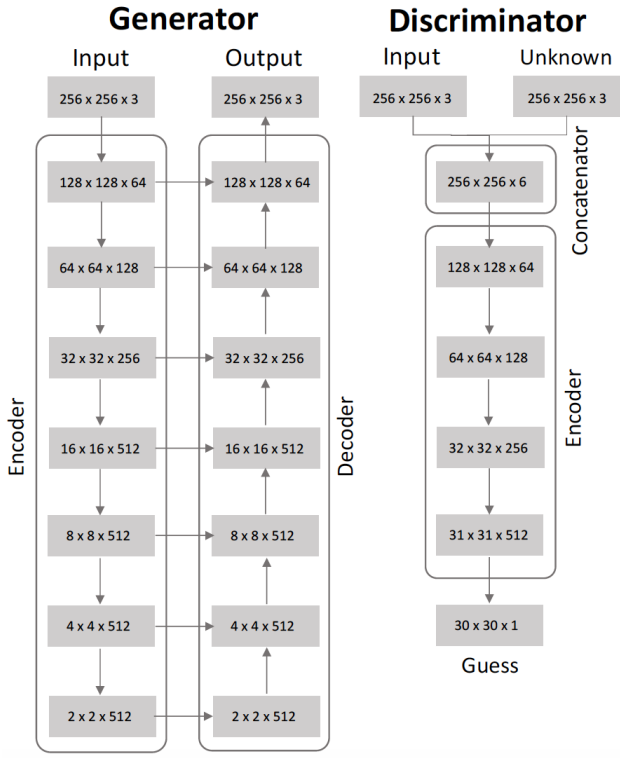 Generator
Input
Output
256 x 256 x 3
256 x 256 x 3
Encoder
128 x 128 x 64
64 x 64 x 128
32 x 32 x 256
16 x 16 x 512
8 x 8 x 512
4 x 4 x 512
2 x 2 x 512
128 x 128 x 64
64 x 64 x 128
32 x 32 x 256
16 x 16 x 512
8 x 8 x 512
4 x 4 x 512
2 x 2 x 512
Decoder
Discriminator
Input
Unknown
256 x 256 x 3
256 x 256 x 3
256 x 256 x 6
Concatenator
128 x 128 x 64
64 x 64 x 128
32 x 32 x 256
31 x 31 x 512
Encoder
30 x 30 x 1
Guess